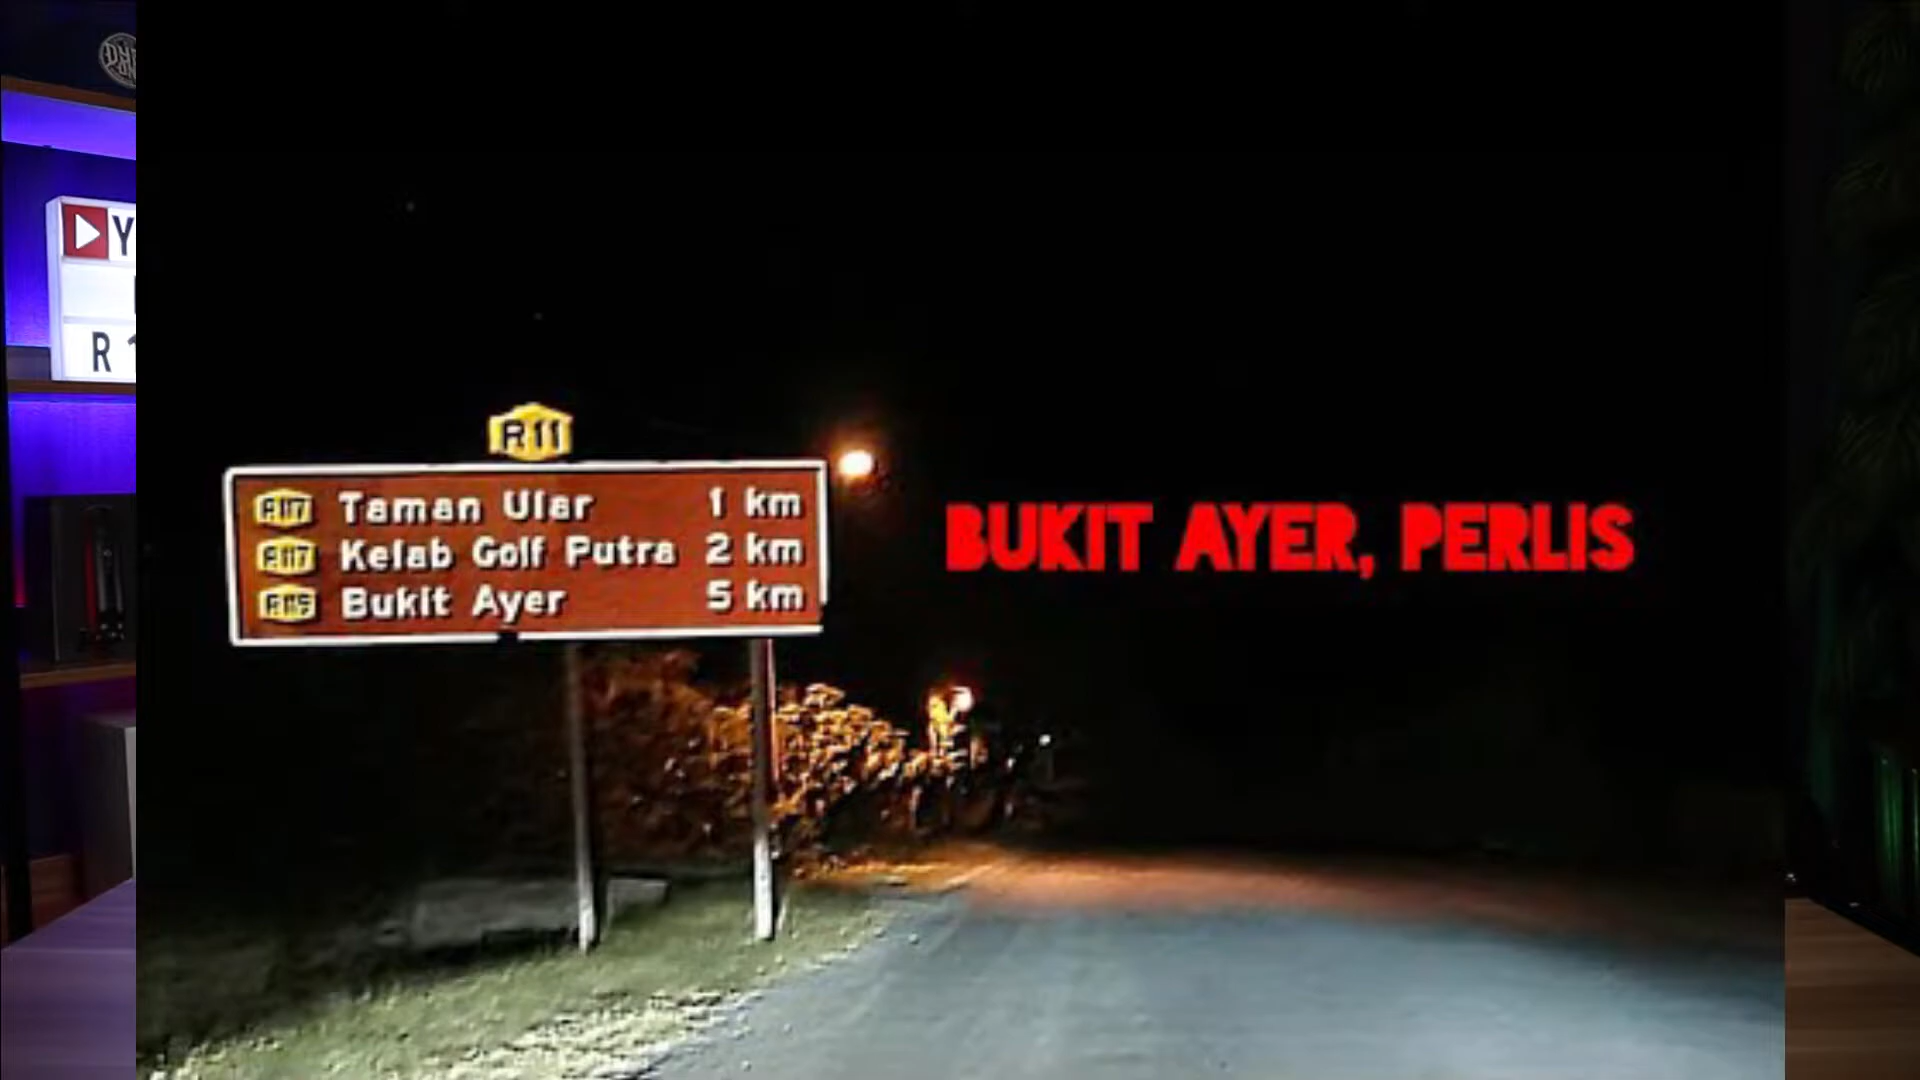 R11
R117 Taman Ular 1 km
R117 Kelab Golf Putra 2 km
Bukit Ayer 5 km
BUKIT AYER, PERLIS
Y
R